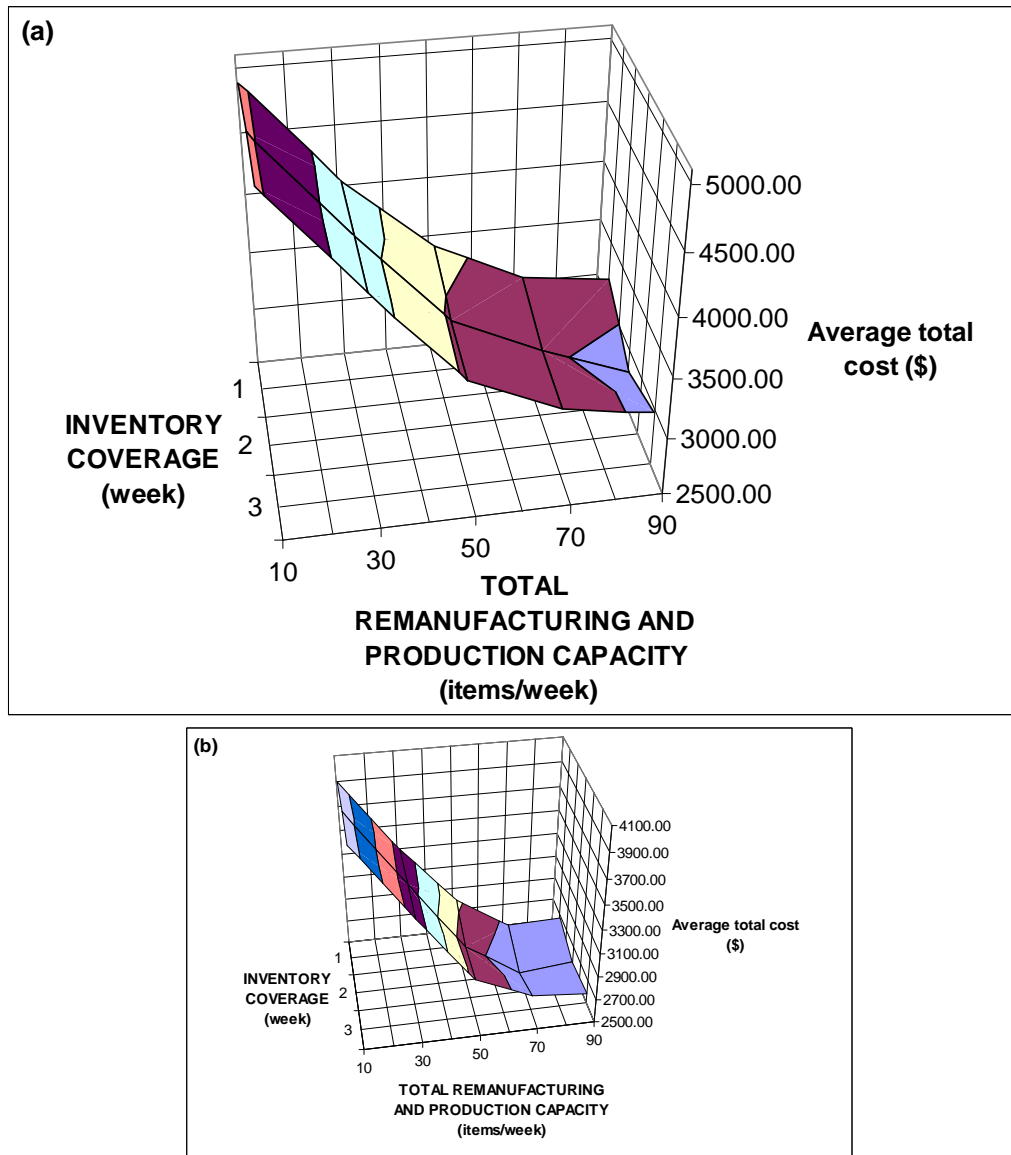 (a)
5000.00
4500.00
4000.00
Average total
cost ($)
3500.00
3000.00
2500.00
1
INVENTORY
COVERAGE
(week)
2
3
10
30
50
70
90
TOTAL
REMANUFACTURING AND
PRODUCTION CAPACITY
(items/week)
(b)
4100.00
3900.00
3700.00
3500.00
3300.00
Average total cost
($)
3100.00
2900.00
2700.00
2500.00
1
INVENTORY
COVERAGE
(week)
2
3
10
30
50
70
90
TOTAL REMANUFACTURING
AND PRODUCTION CAPACITY
(items/week)